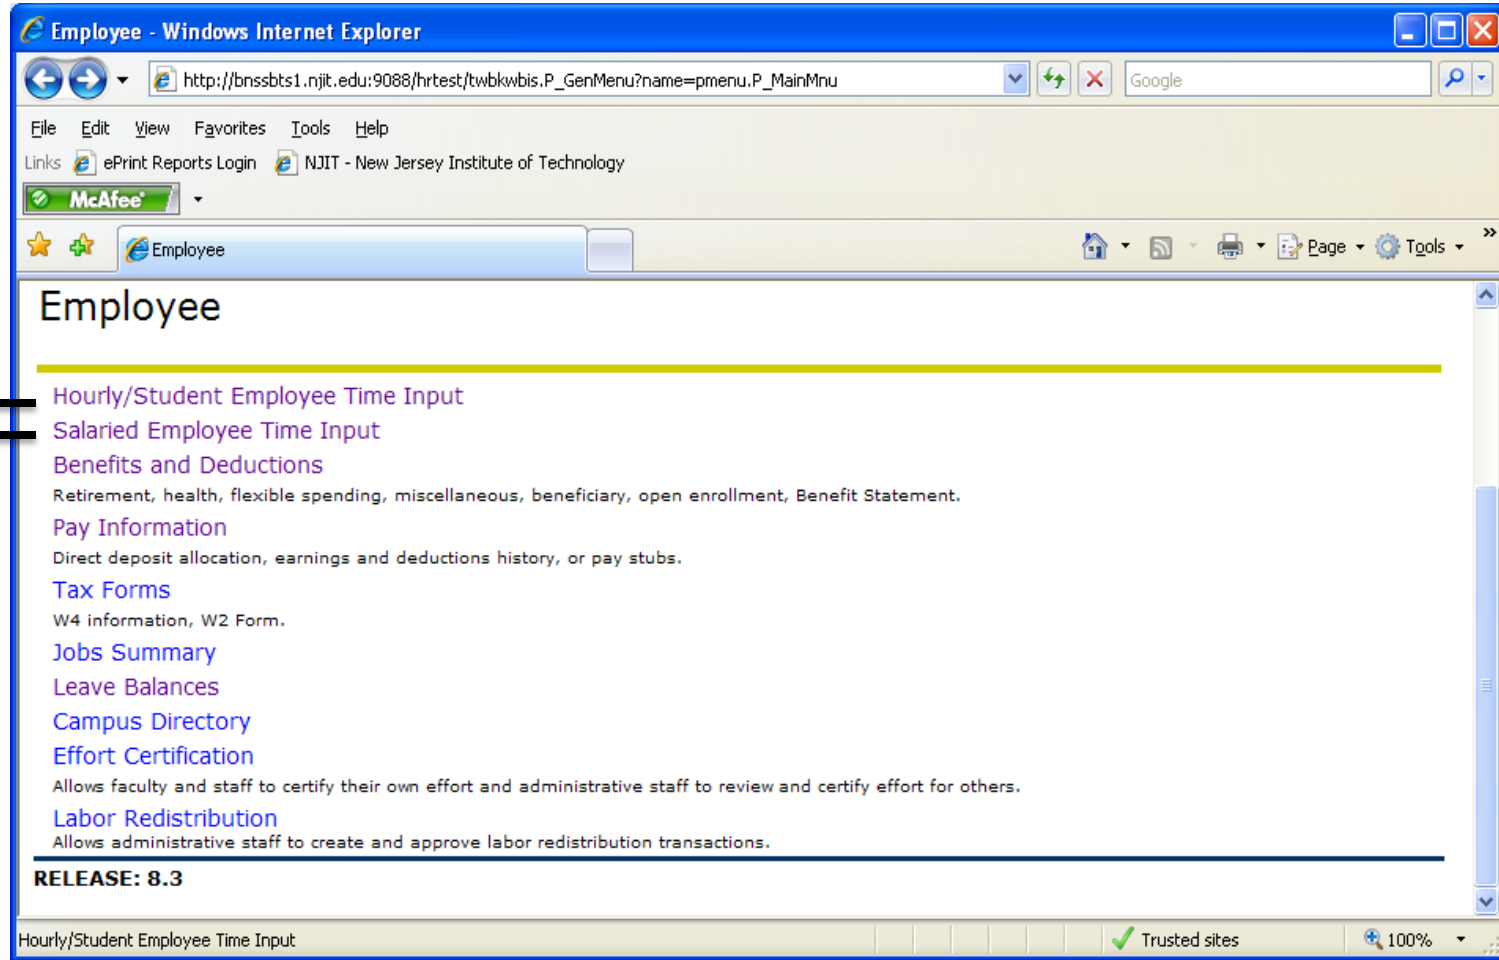 Employee - Windows Internet Explorer
http://bnssbts1.njit.edu:9088/hrtest/twbkwbis.P_GenMenu?name=pmenu.P_MainMnu
Google
File Edit View Favorites Tools Help
Links ePrint Reports Login NJIT - New Jersey Institute of Technology
McAfee
Employee
Page Tools »
Employee
Hourly/Student Employee Time Input
Salaried Employee Time Input
Benefits and Deductions
Retirement, health, flexible spending, miscellaneous, beneficiary, open enrollment, Benefit Statement.
Pay Information
Direct deposit allocation, earnings and deductions history, or pay stubs.
Tax Forms
W4 information, W2 Form.
Jobs Summary
Leave Balances
Campus Directory
Effort Certification
Allows faculty and staff to certify their own effort and administrative staff to review and certify effort for others.
Labor Redistribution
Allows administrative staff to create and approve labor redistribution transactions.
RELEASE: 8.3
Hourly/Student Employee Time Input
Trusted sites
100%